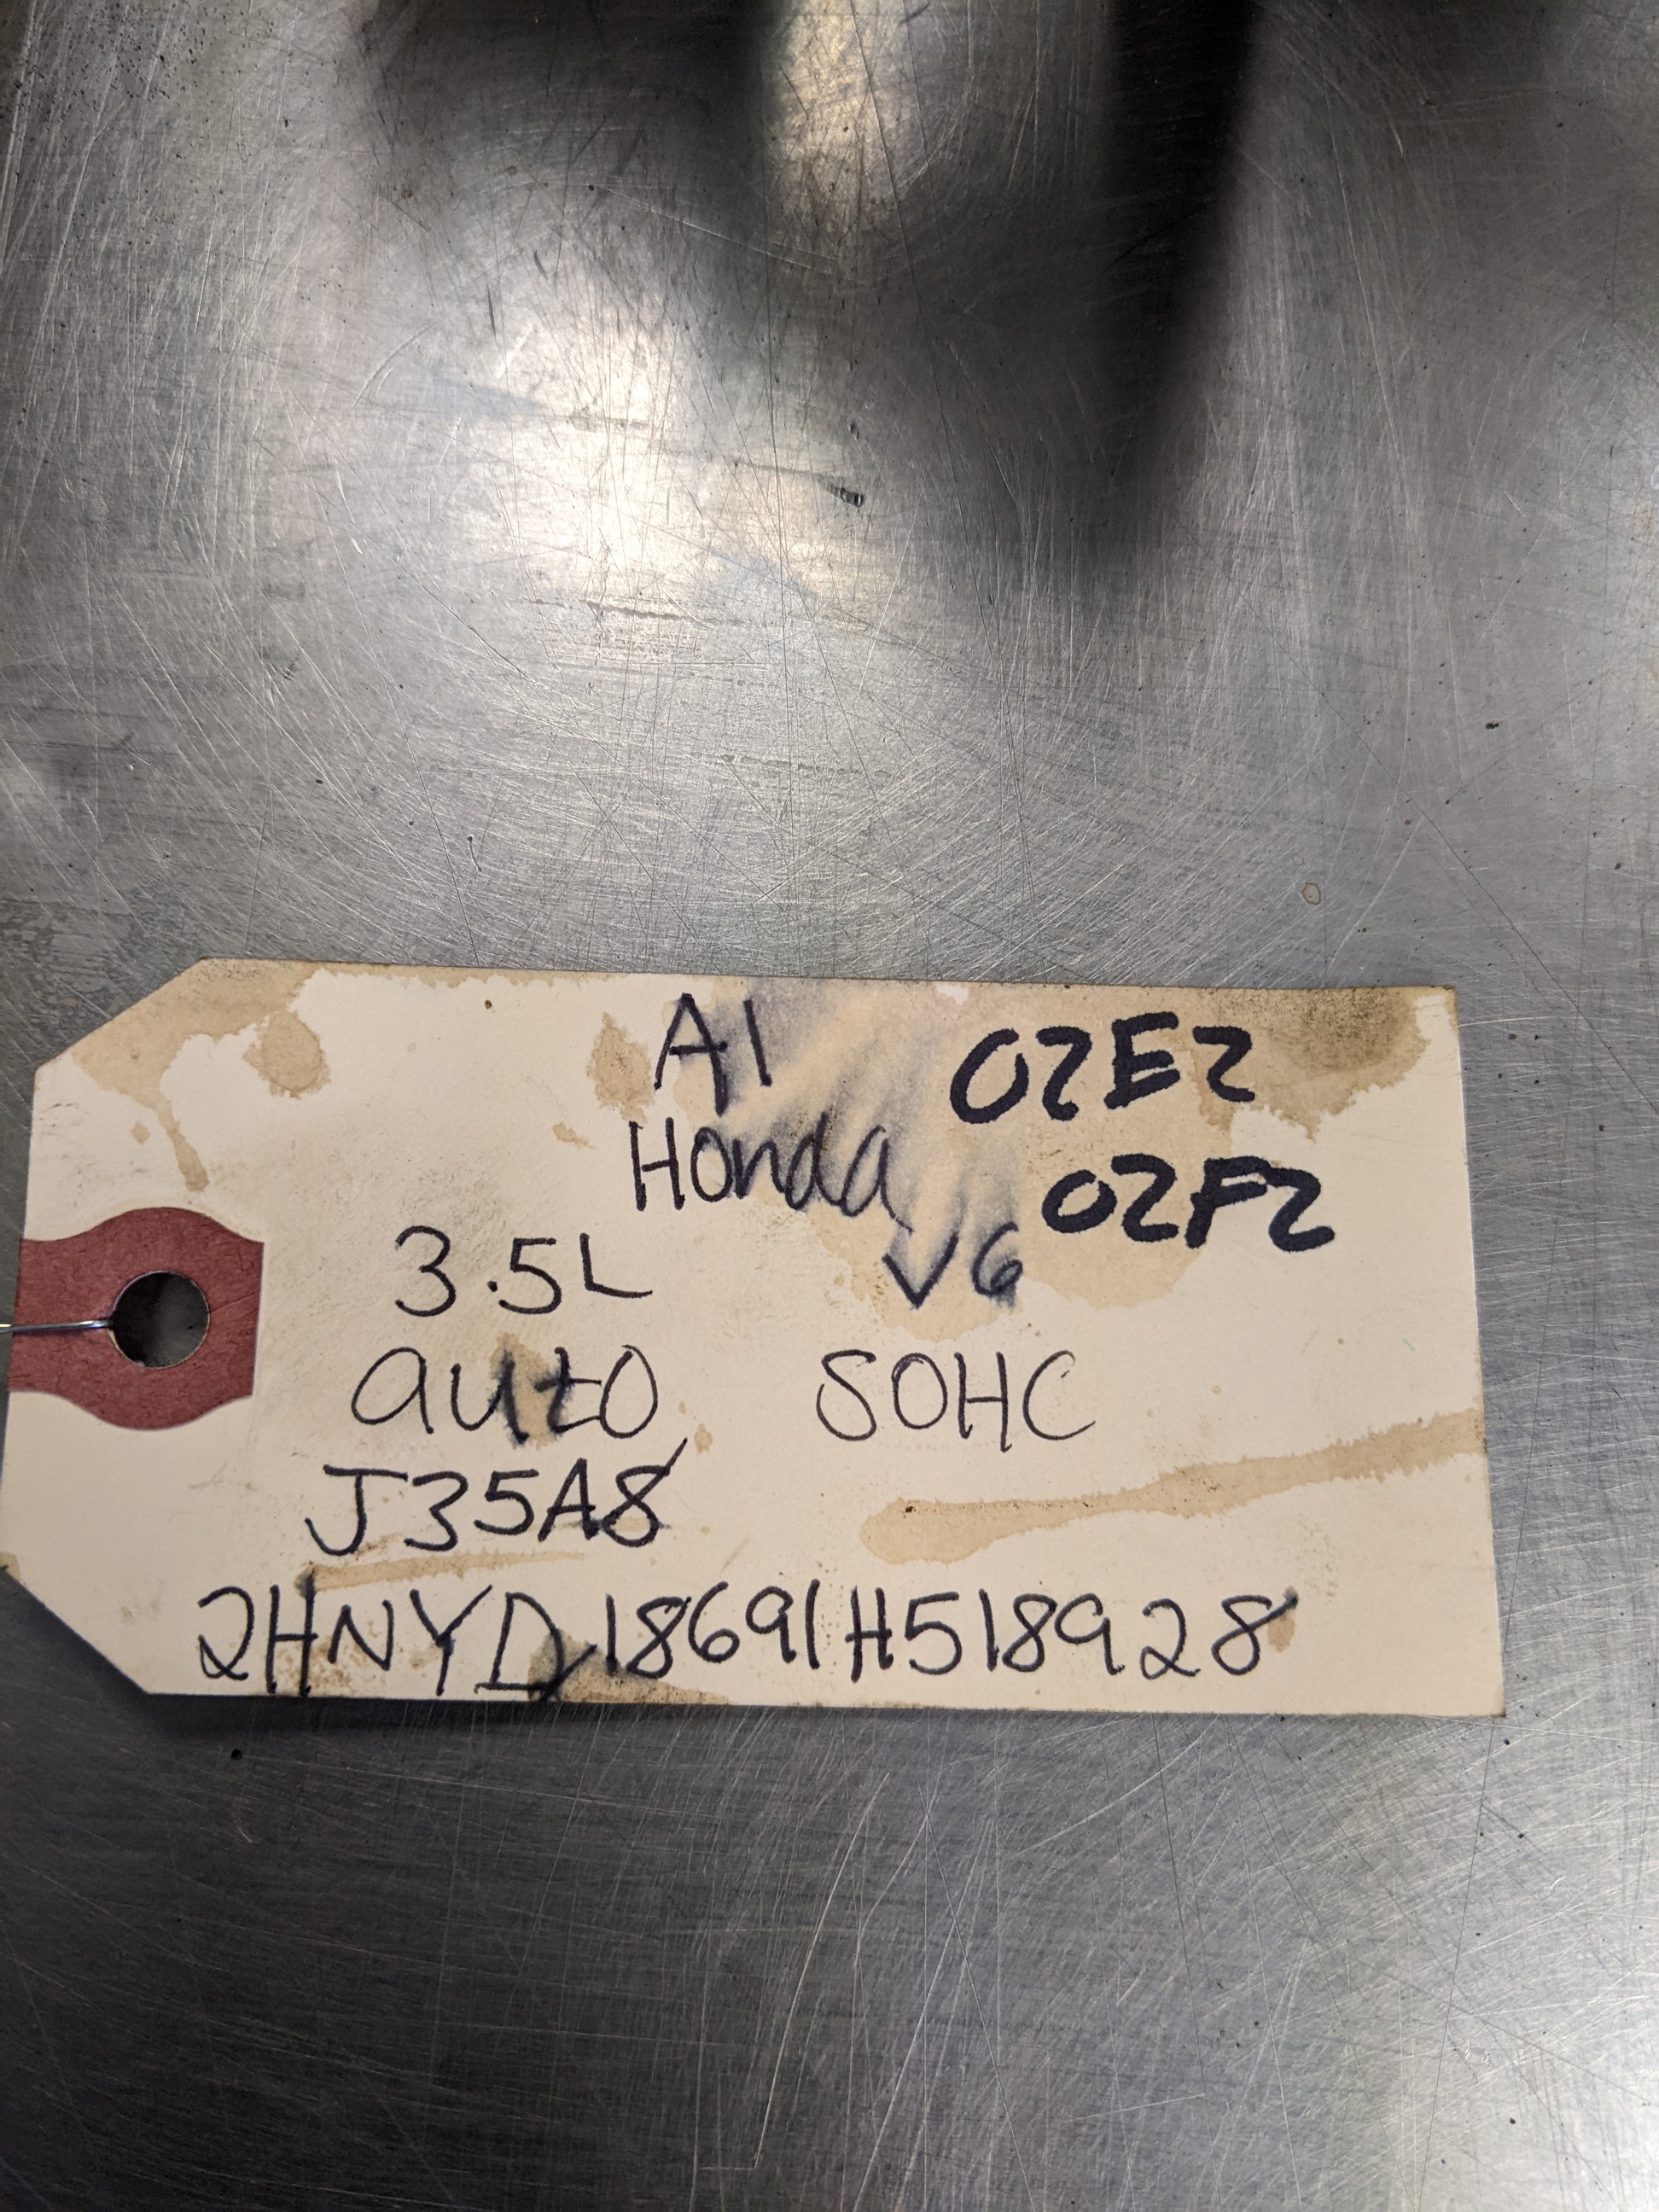 A1 02E2
Honda 02F2
3.5L V6
auto SOHC
J35A8
2HNYD18691H518928